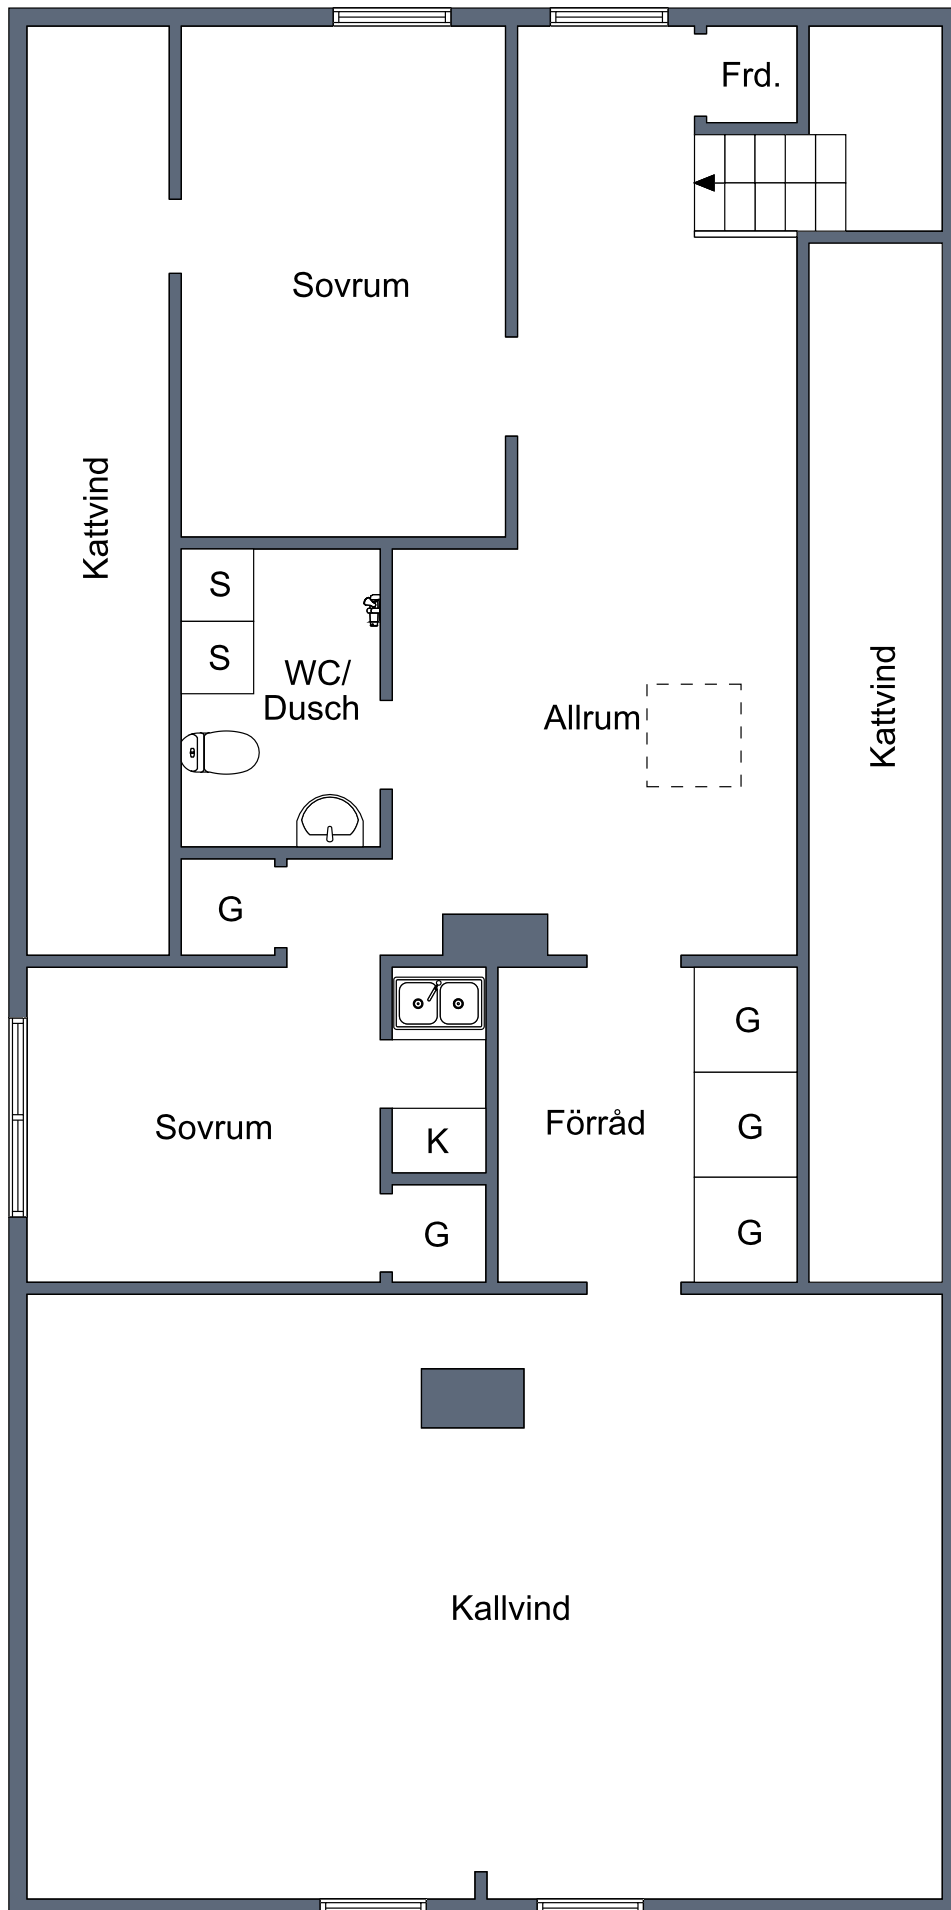 Frd.
Sovrum
Kattvind
S
S
WC/
Dusch
Allrum
Kattvind
G
G
Sovrum
Förråd
G
K
G
G
Kallvind